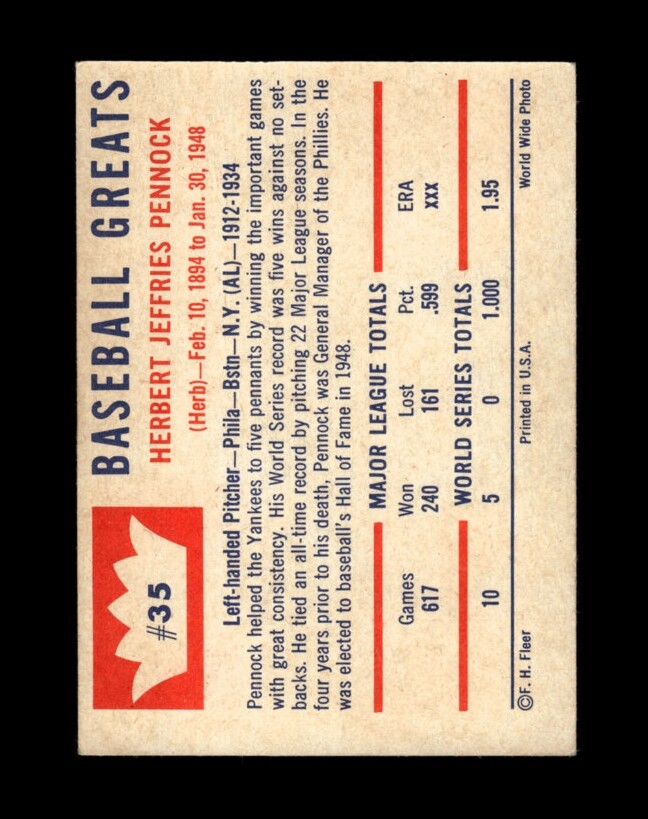 #35
BASEBALL GREATS
HERBERT JEFFRIES PENNOCK
(Herb)—Feb. 10, 1894 to Jan. 30, 1948
Left-handed Pitcher—Phila—Bstn—N.Y. (AL)—1912-1934
Pennock helped the Yankees to five pennants by winning the important games
with great consistency. His World Series record was five wins against no set-
backs. He tied an all-time record by pitching 22 Major League seasons. In the
four years prior to his death, Pennock was General Manager of the Phillies. He
was elected to baseball's Hall of Fame in 1948.
MAJOR LEAGUE TOTALS
Games Won Lost Pct. ERA
617 240 161 .599 xxx
WORLD SERIES TOTALS
10 5 0 1.000 1.95
©F. H. Fleer Printed in U.S.A. World Wide Photo